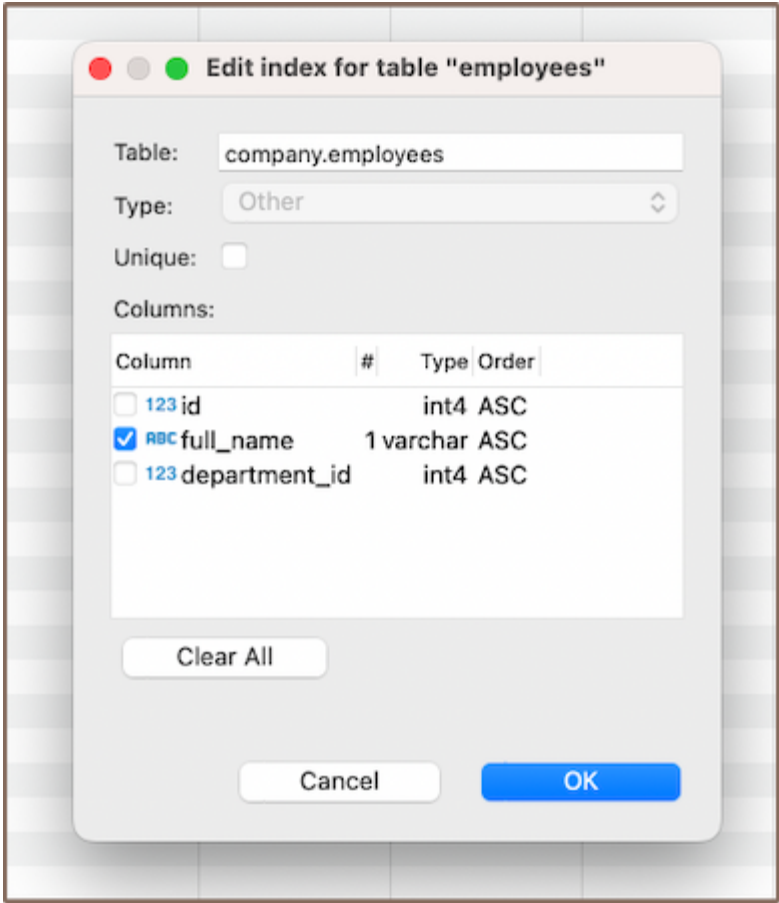 Edit index for table "employees"
Table: company.employees
Type: Other
Unique:
Columns:
Column # Type Order
123 id int4 ASC
ABC full_name 1 varchar ASC
123 department_id int4 ASC
Clear All
Cancel OK